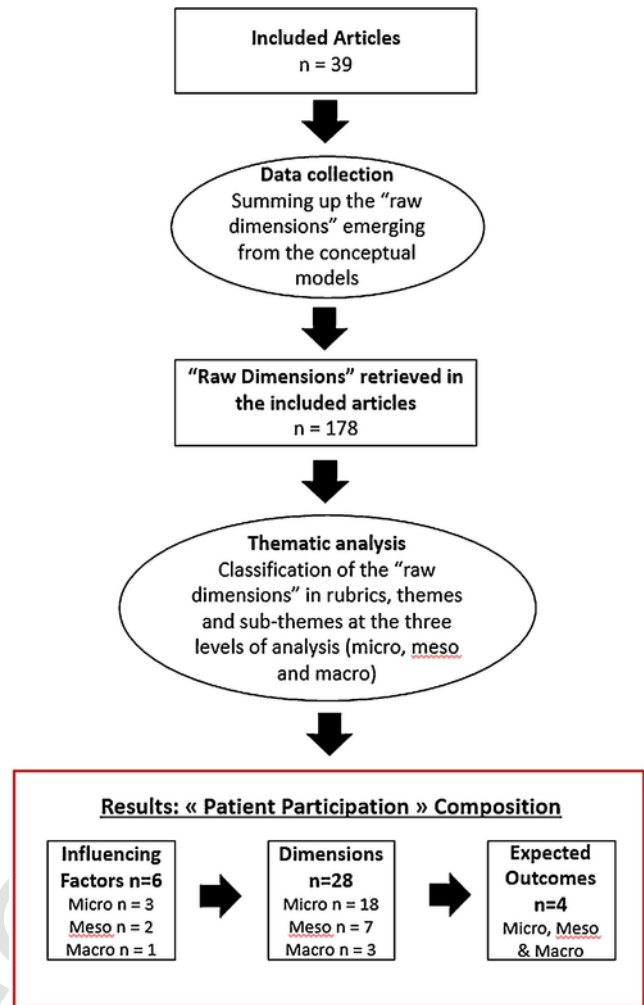 Included Articles
n = 39
Data collection
Summing up the “raw
dimensions” emerging
from the conceptual
models
“Raw Dimensions” retrieved in
the included articles
n = 178
Thematic analysis
Classification of the “raw
dimensions” in rubrics, themes
and sub-themes at the three
levels of analysis (micro, meso
and macro)
Results: « Patient Participation » Composition
Influencing
Factors n=6
Micro n = 3
Meso n = 2
Macro n = 1
Dimensions
n=28
Micro n = 18
Meso n = 7
Macro n = 3
Expected
Outcomes
n=4
Micro, Meso
& Macro